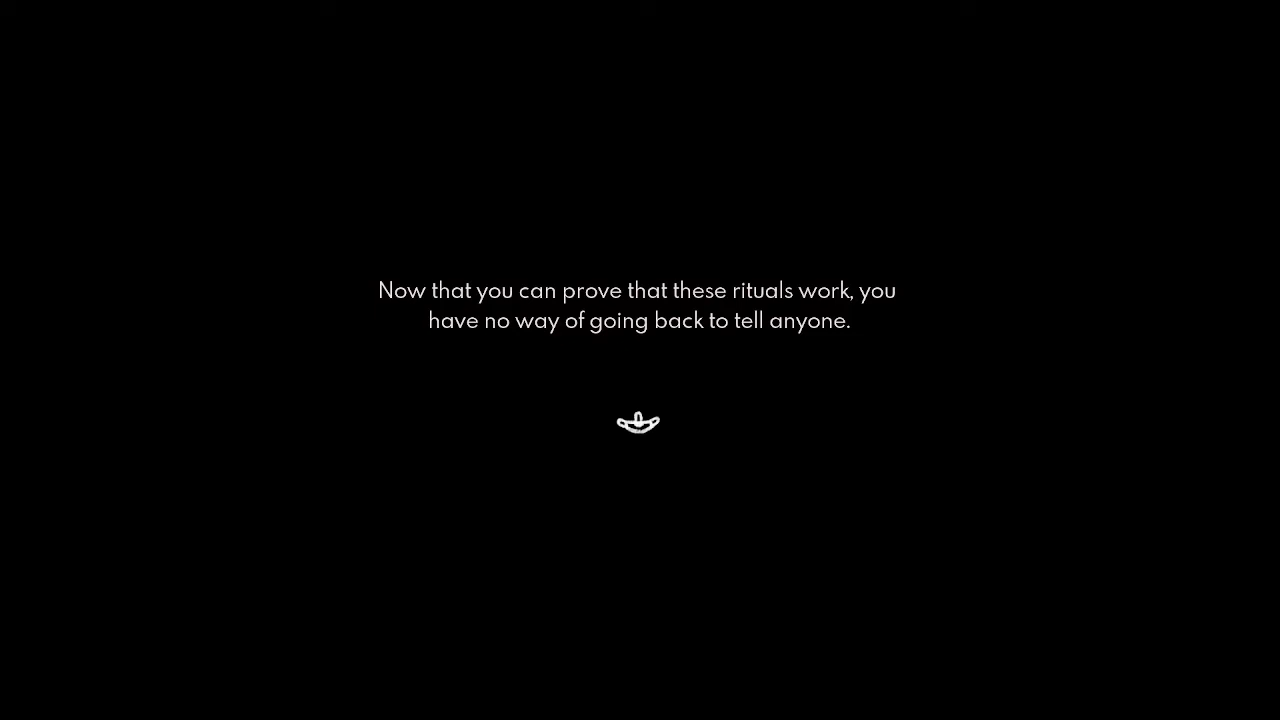 Now that you can prove that these rituals work, you
have no way of going back to tell anyone.